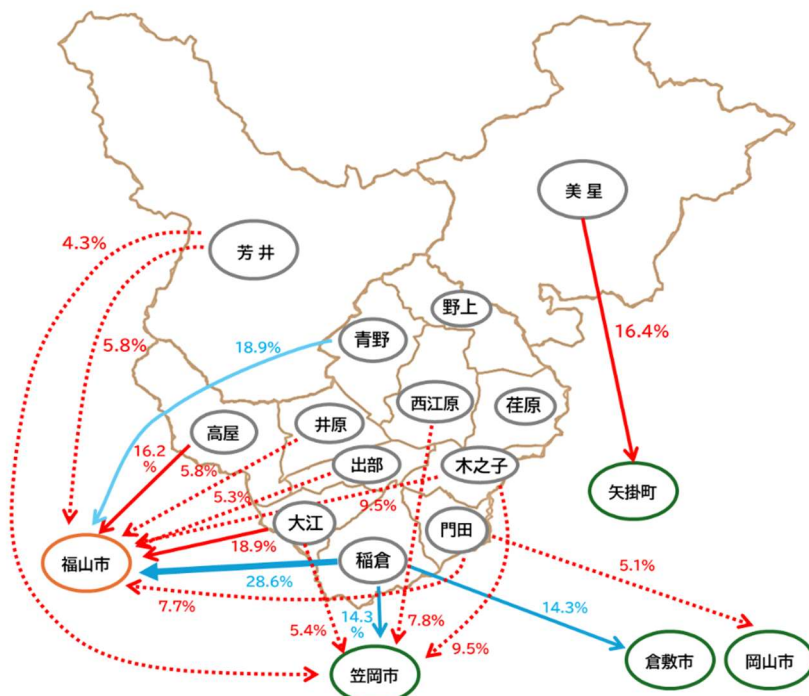 美 星
4.3%
芳 井
野上
5.8%
18.9%
青野
16.4%
西江原
荏原
高屋
井原
16.2
%
5.8%
出部
木之子
5.3%
9.5%
矢掛町
大江
門田
福山市
18.9%
稲倉
5.1%
28.6%
7.7%
14.3
%
7.8%
14.3%
5.4%
9.5%
笠岡市
倉敷市
岡山市